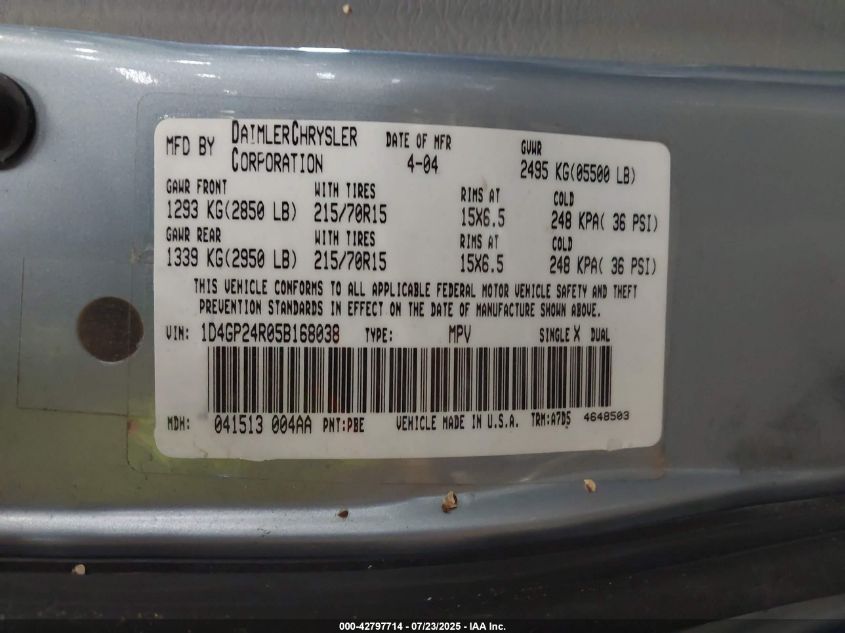 MFD BY DAIMLERCHRYSLER CORPORATION DATE OF MFR 4-04 GVWR 2495 KG(05500 LB)
GAWR FRONT WITH TIRES RIMS AT COLD
1293 KG(2850 LB) 215/70R15 15X6.5 248 KPA( 36 PSI)
GAWR REAR WITH TIRES RIMS AT COLD
1339 KG(2950 LB) 215/70R15 15X6.5 248 KPA( 36 PSI)
THIS VEHICLE CONFORMS TO ALL APPLICABLE FEDERAL MOTOR VEHICLE SAFETY AND THEFT
PREVENTION STANDARDS IN EFFECT ON THE DATE OF MANUFACTURE SHOWN ABOVE.
VIN: 1D4GP24R05B168038 TYPE: MPV SINGLE X DUAL
MDH: 041513 004AA PNT:PBE VEHICLE MADE IN U.S.A. TRM:A7D5 4648503
000-42797714 - 07/23/2025 - IAA Inc.